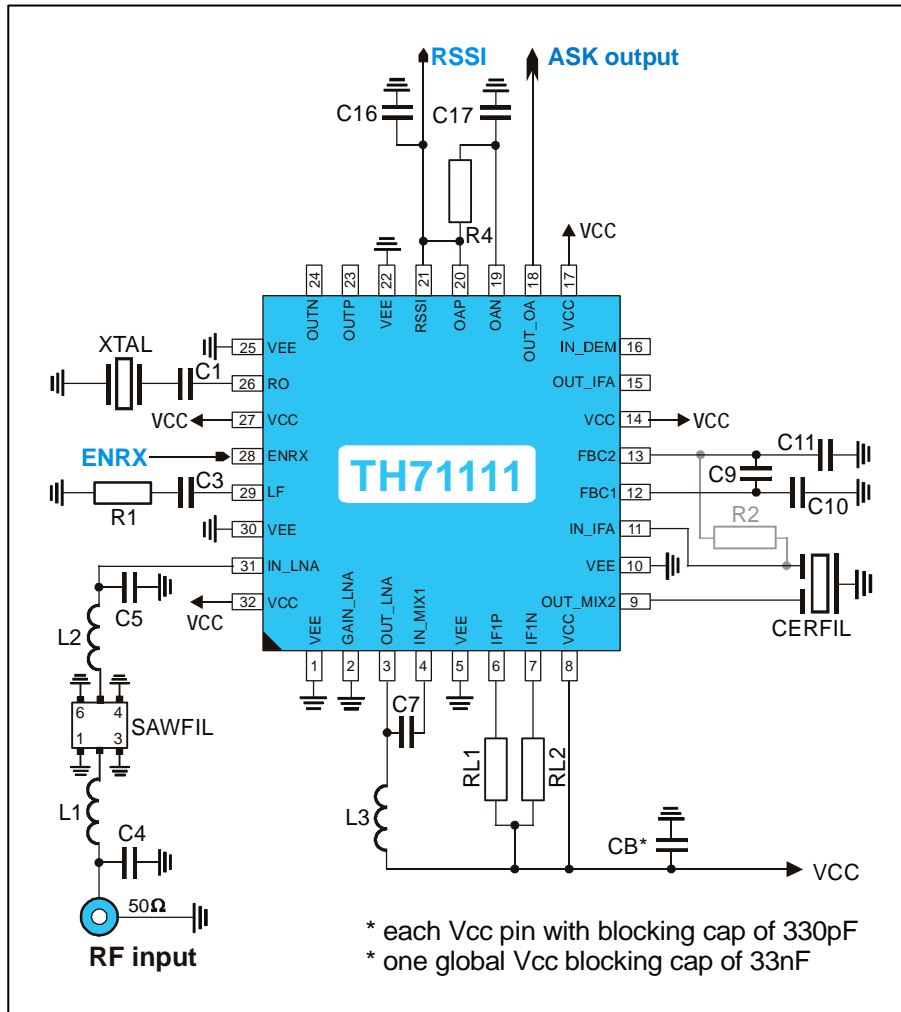 RSSI
ASK output
C16
C17
R4
VCC
24
23
22
21
20
19
18
17
OUTN
OUTP
VEE
RSSI
OAP
OAN
OUT_OA
VCC
XTAL
C1
25 VEE
26 RO
VCC 27 VCC
ENRX 28 ENRX
C3
R1
29 LF
30 VEE
31 IN_LNA
C5
VCC 32 VCC
TH71111
IN_DEM 16
OUT_IFA 15
VCC 14 VCC
FBC2 13
C11
C9
FBC1 12
C10
R2
IN_IFA 11
VEE 10
OUT_MIX2 9
CERFIL
VEE
GAIN_LNA
OUT_LNA
IN_MIX1
VEE
IF1P
IF1N
VCC
1
2
3
4
5
6
7
8
L2
6 4
1 3
SAWFIL
C7
RL1
RL2
L1
L3
C4
CB*
VCC
50Ω
RF input
* each Vcc pin with blocking cap of 330pF
* one global Vcc blocking cap of 33nF